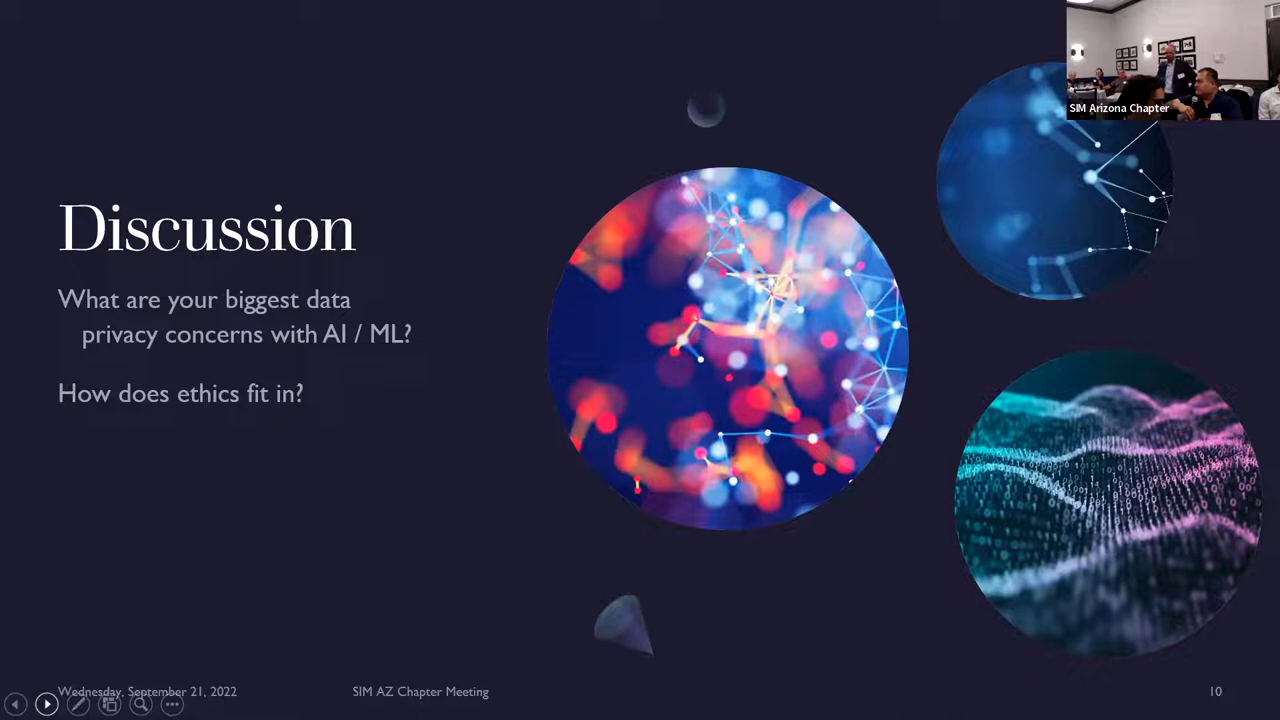 SIM Arizona Chapter
Discussion
What are your biggest data
privacy concerns with AI / ML?
How does ethics fit in?
Wednesday, September 21, 2022
SIM AZ Chapter Meeting
10